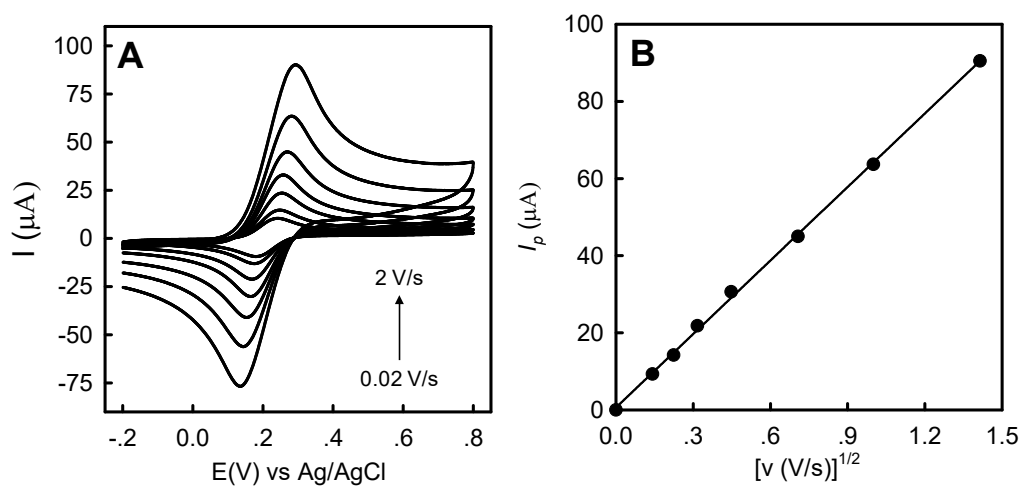 A
100
75
50
25
0
-25
-50
-75
I (μA)
2 V/s
0.02 V/s
-.2 0.0 .2 .4 .6 .8
E(V) vs Ag/AgCl
B
100
80
60
40
20
0
I_p (μA)
0.0 .3 .6 .9 1.2 1.5
[v (V/s)]^1/2